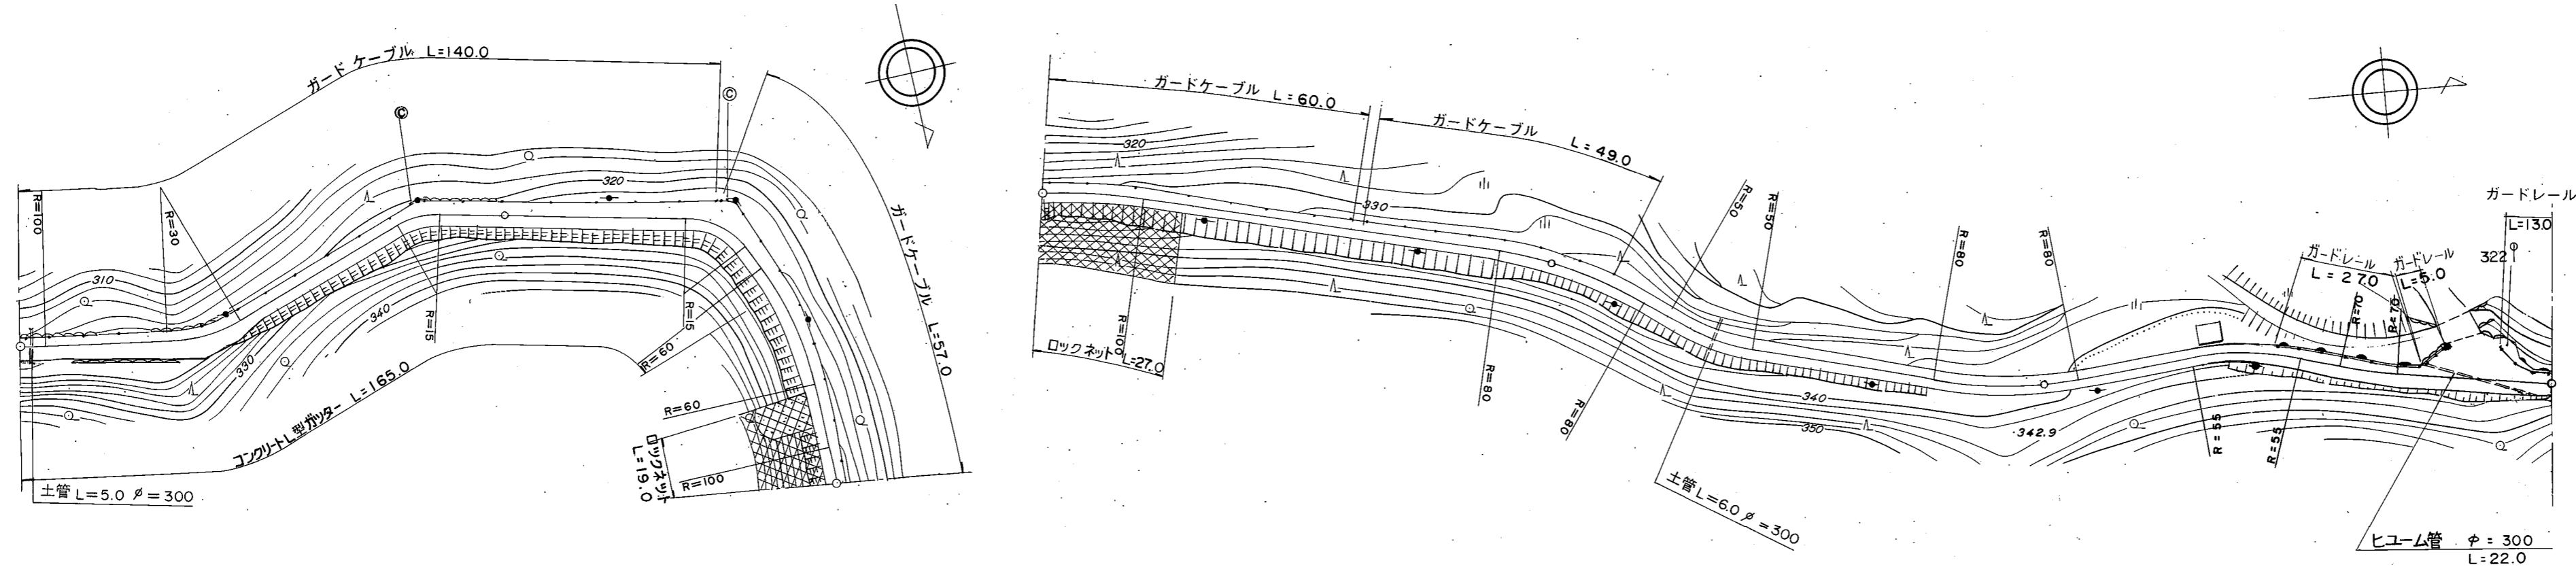 ガード ケーブル L=140.0
R=100
R=30
C
C
310
320
330
340
R=15
R=15
R=60
R=60
R=100
ガードケーブル L=57.0
コンクリートL型ガッター L=165.0
土管 L=5.0 φ=300
ロックネット
L=19.0
ガードケーブル L=60.0
ガードケーブル L=49.0
320
330
R=50
R=50
R=80
R=80
ロックネット L=27.0
R=100
R=80
R=80
340
350
342.9
土管 L=6.0 φ=300
ガードレール
L=13.0
322
ガードレール
L=27.0
ガードレール
L=5.0
R=70
R=70
R=55
R=55
ヒューム管 φ=300
L=22.0